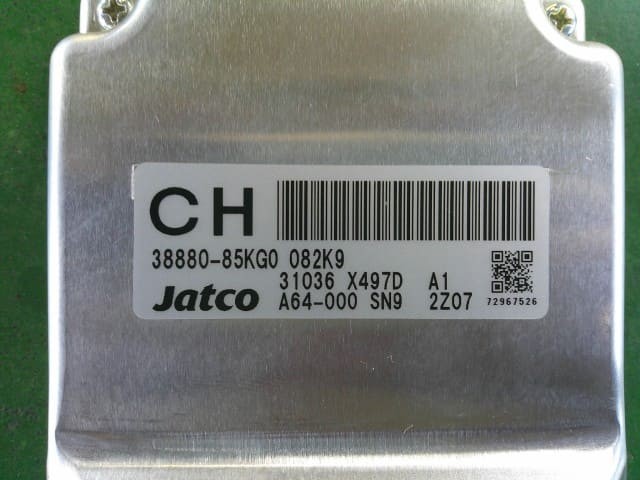 CH
38880-85KG0 082K9
31036 X497D A1
Jatco A64-000 SN9 2Z07
72967526